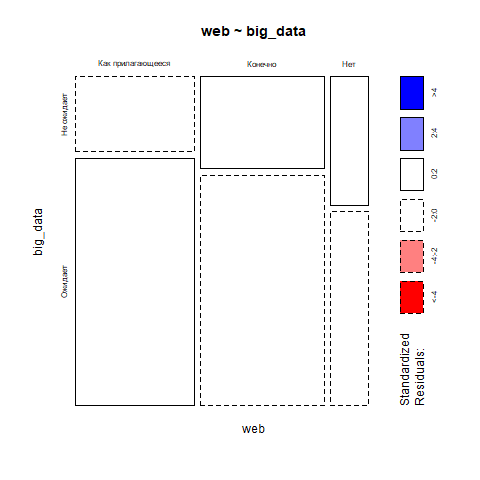 web ~ big_data
Как прилагающееся
Конечно
Нет
Не ожидает
Ожидает
big_data
web
>4
2:4
0:2
-2:0
-4:-2
<-4
Standardized
Residuals: